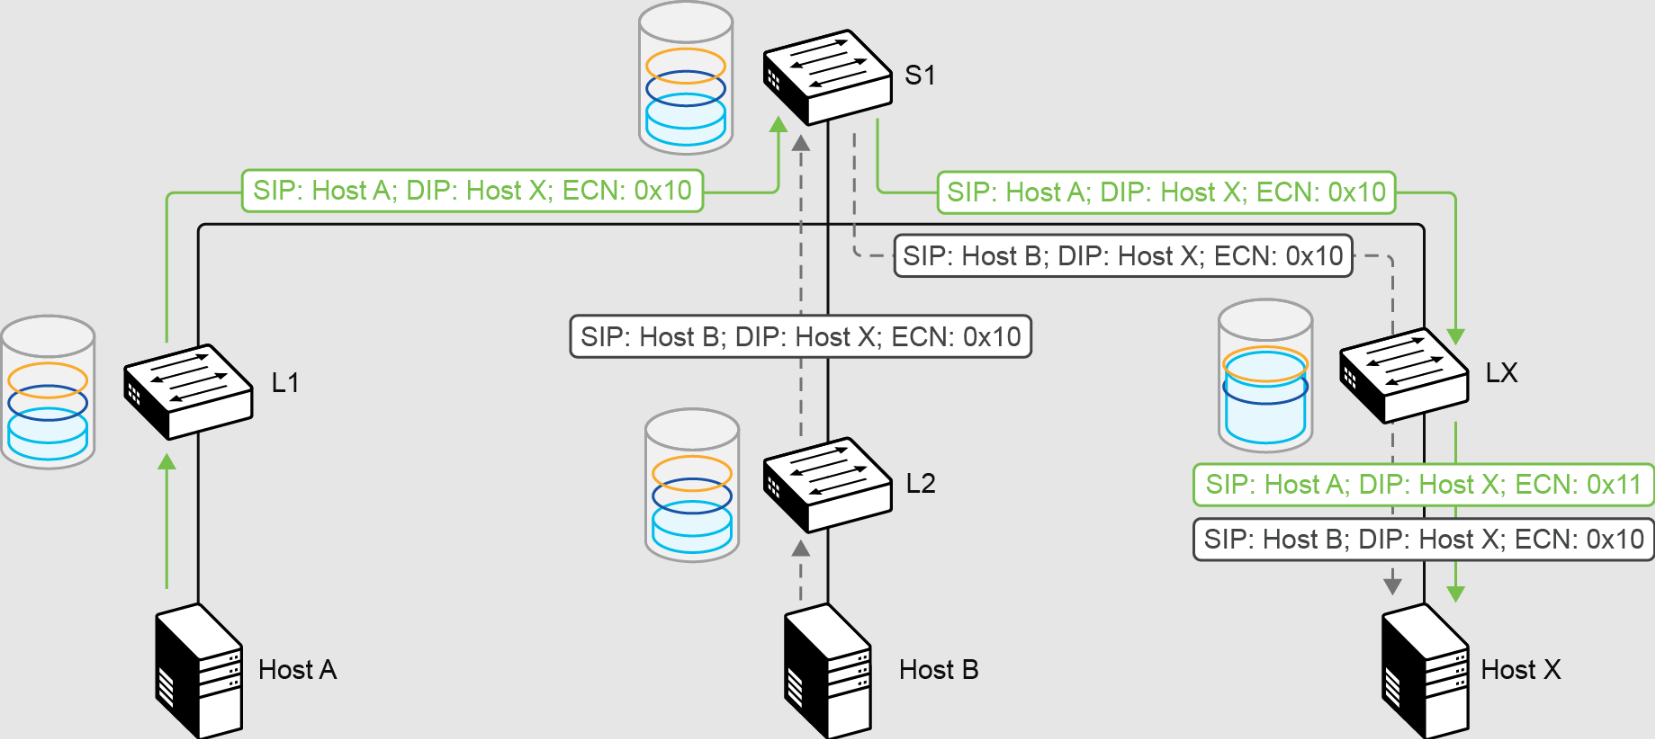 S1
SIP: Host A; DIP: Host X; ECN: 0x10
SIP: Host A; DIP: Host X; ECN: 0x10
SIP: Host B; DIP: Host X; ECN: 0x10
SIP: Host B; DIP: Host X; ECN: 0x10
L1
LX
L2
SIP: Host A; DIP: Host X; ECN: 0x11
SIP: Host B; DIP: Host X; ECN: 0x10
Host A
Host B
Host X